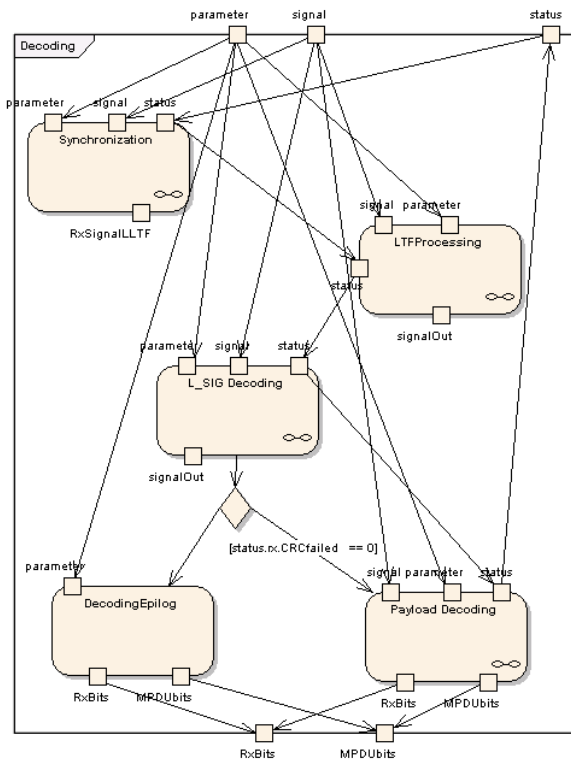 parameter signal status
Decoding
parameter signal status
Synchronization
RxSignalLLTF
signal parameter
LTFProcessing
status
signalOut
parameter signal status
L_SIG Decoding
signalOut
[status.rx.CRCfailed == 0]
parameter
signal parameter status
DecodingEpilog
Payload Decoding
RxBits MPDUbits
RxBits MPDUbits
RxBits MPDUbits